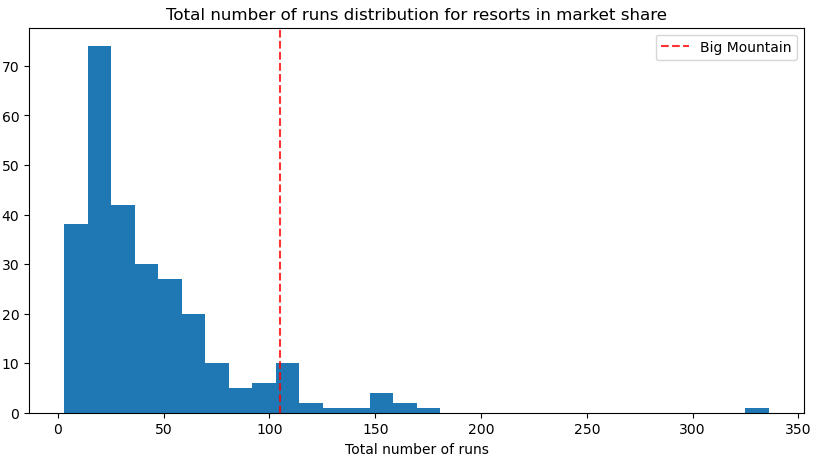 Total number of runs distribution for resorts in market share
Big Mountain
70
60
50
40
30
20
10
0
0 50 100 150 200 250 300 350
Total number of runs